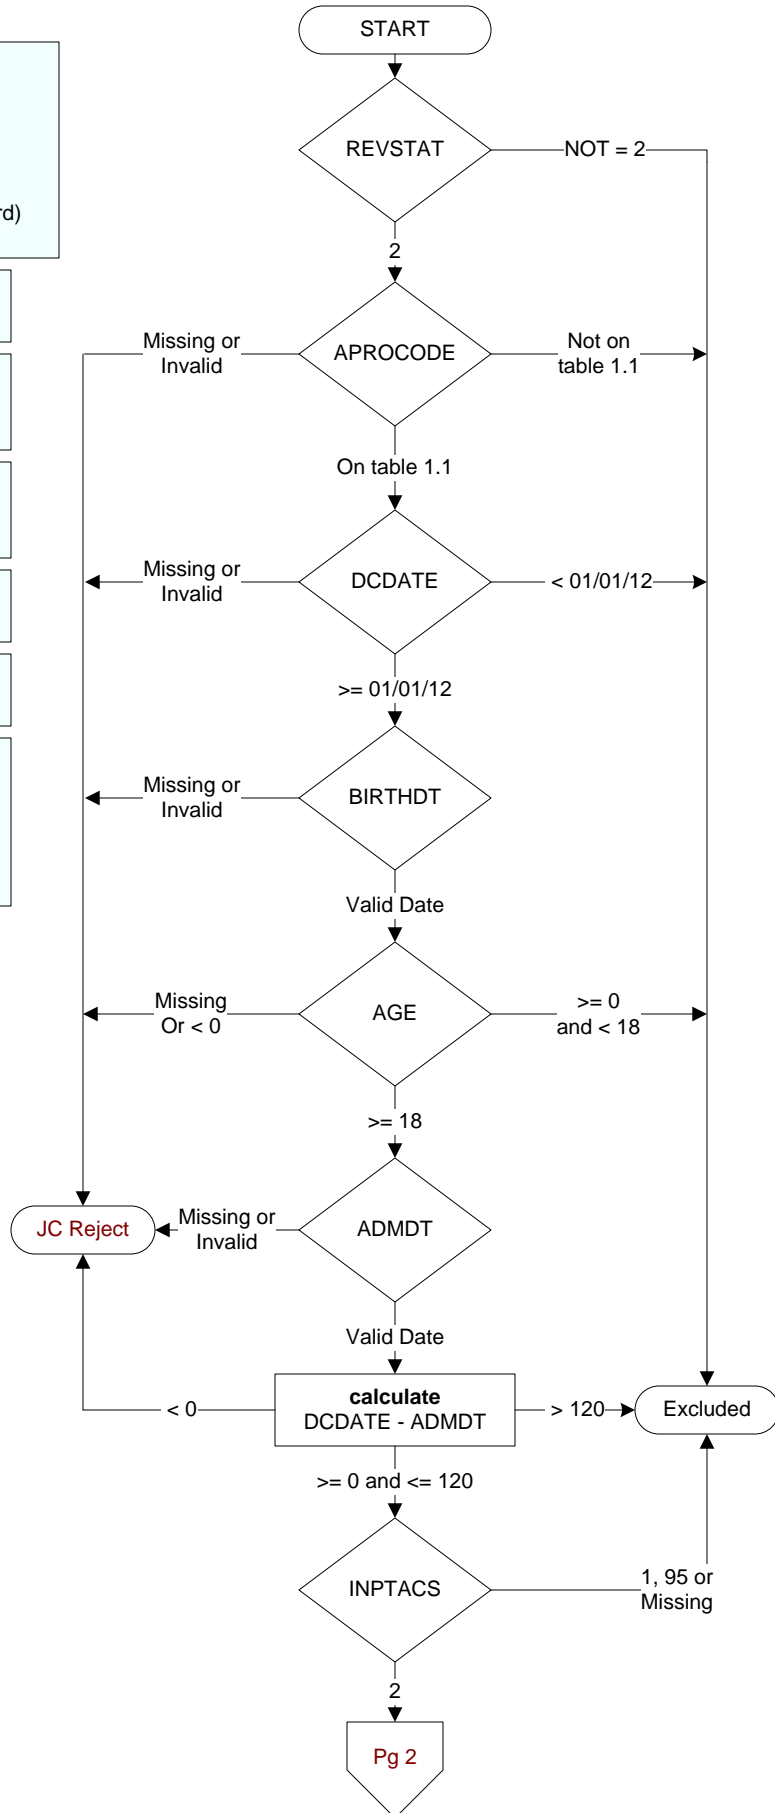 START
REVSTAT
NOT = 2
rd)
2
Missing or
Invalid
APROCODE
Not on
table 1.1
On table 1.1
Missing or
Invalid
DCDATE
< 01/01/12
>= 01/01/12
Missing or
Invalid
BIRTHDT
Valid Date
Missing
Or < 0
AGE
>= 0
and < 18
>= 18
JC Reject
Missing or
Invalid
ADMDT
Valid Date
< 0
calculate
DCDATE - ADMDT
> 120
Excluded
>= 0 and <= 120
INPTACS
1, 95 or
Missing
2
Pg 2